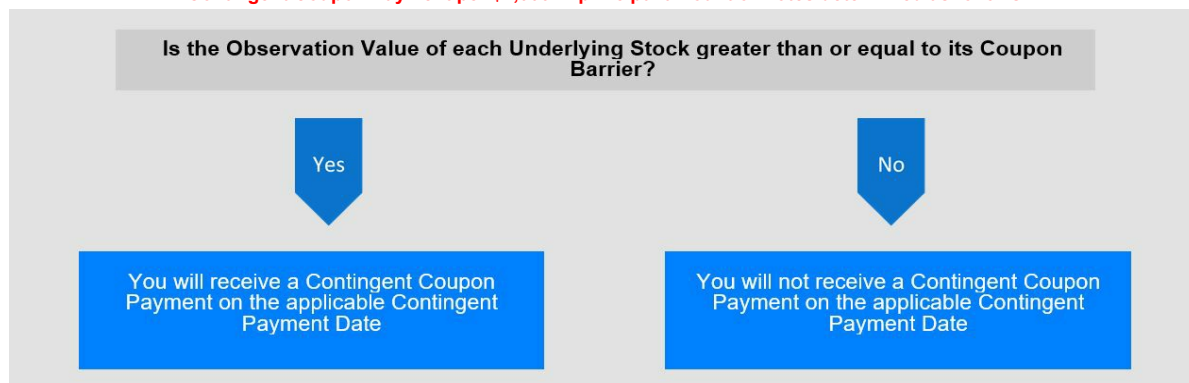 Is the Observation Value of each Underlying Stock greater than or equal to its Coupon
Barrier?
Yes
No
You will receive a Contingent Coupon
Payment on the applicable Contingent
Payment Date
You will not receive a Contingent Coupon
Payment on the applicable Contingent
Payment Date